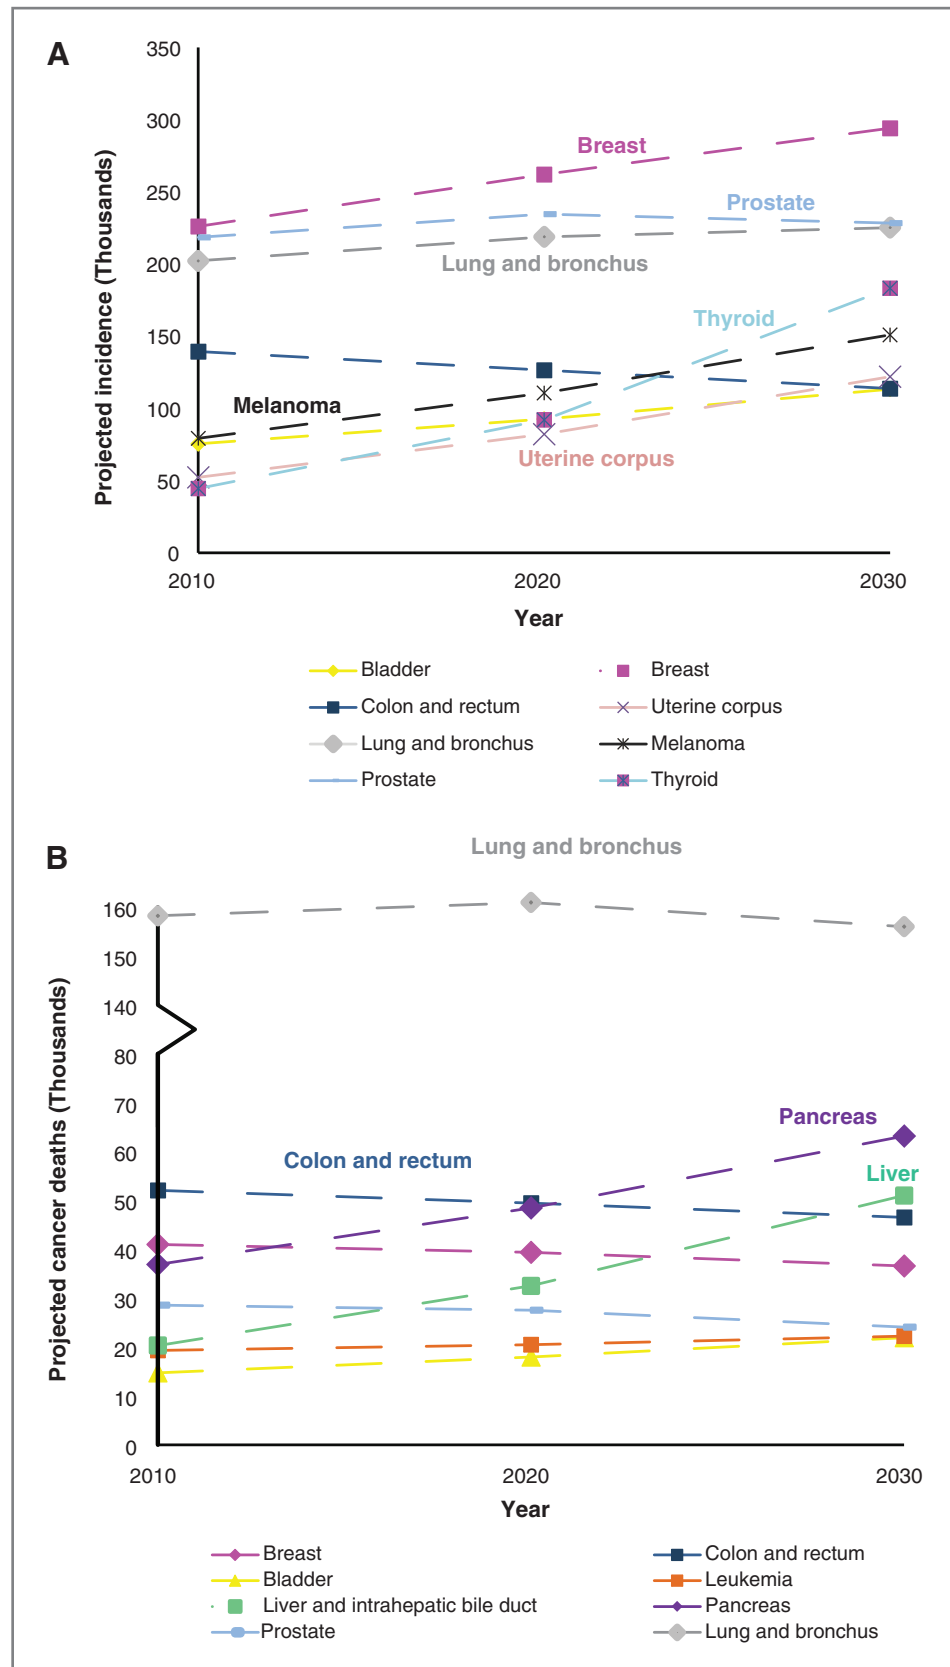 A
350
300
250
200
150
100
50
0
Projected incidence (Thousands)
Breast
Prostate
Lung and bronchus
Thyroid
Melanoma
Uterine corpus
2010 2020 2030
Year
Bladder Breast
Colon and rectum Uterine corpus
Lung and bronchus Melanoma
Prostate Thyroid
B
Lung and bronchus
160
150
140
80
70
60
50
40
30
20
10
0
Projected cancer deaths (Thousands)
Pancreas
Colon and rectum
Liver
2010 2020 2030
Year
Breast Colon and rectum
Bladder Leukemia
Liver and intrahepatic bile duct Pancreas
Prostate Lung and bronchus